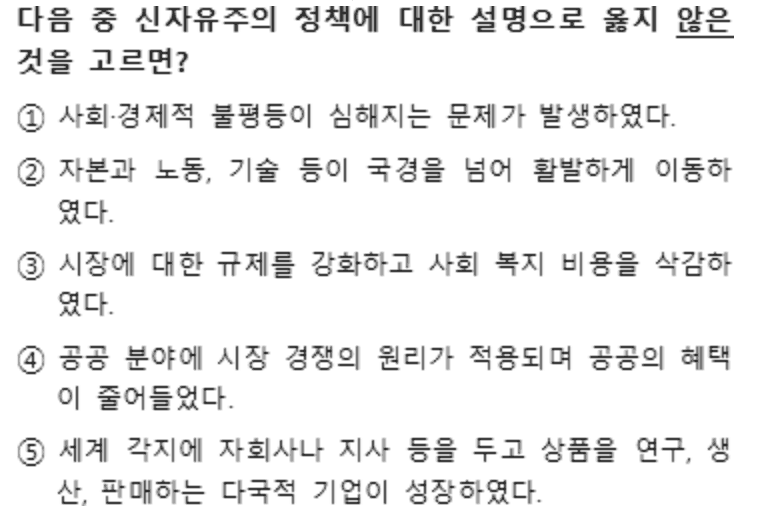 다음 중 신자유주의 정책에 대한 설명으로 옳지 않은
것을 고르면?
① 사회·경제적 불평등이 심해지는 문제가 발생하였다.
② 자본과 노동, 기술 등이 국경을 넘어 활발하게 이동하
였다.
③ 시장에 대한 규제를 강화하고 사회 복지 비용을 삭감하
였다.
④ 공공 분야에 시장 경쟁의 원리가 적용되며 공공의 혜택
이 줄어들었다.
⑤ 세계 각지에 자회사나 지사 등을 두고 상품을 연구, 생
산, 판매하는 다국적 기업이 성장하였다.